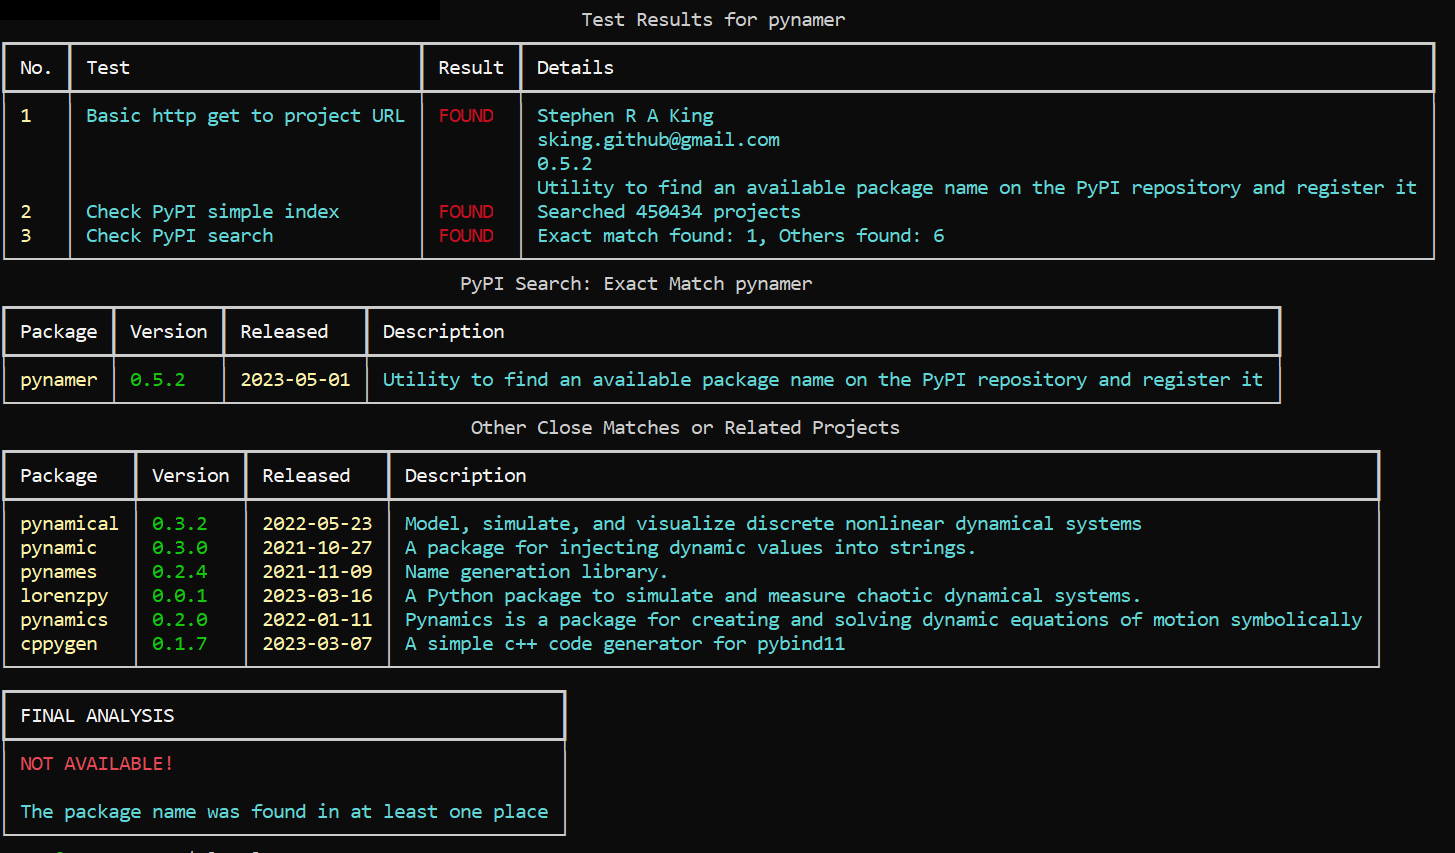 Test Results for pynamer
No. Test Result Details
1 Basic http get to project URL FOUND Stephen R A King
sking.github@gmail.com
0.5.2
Utility to find an available package name on the PyPI repository and register it
2 Check PyPI simple index FOUND Searched 450434 projects
3 Check PyPI search FOUND Exact match found: 1, Others found: 6
PyPI Search: Exact Match pynamer
Package Version Released Description
pynamer 0.5.2 2023-05-01 Utility to find an available package name on the PyPI repository and register it
Other Close Matches or Related Projects
Package Version Released Description
pynamical 0.3.2 2022-05-23 Model, simulate, and visualize discrete nonlinear dynamical systems
pynamic 0.3.0 2021-10-27 A package for injecting dynamic values into strings.
pynames 0.2.4 2021-11-09 Name generation library.
lorenzpy 0.0.1 2023-03-16 A Python package to simulate and measure chaotic dynamical systems.
pynamics 0.2.0 2022-01-11 Pynamics is a package for creating and solving dynamic equations of motion symbolically
cppygen 0.1.7 2023-03-07 A simple c++ code generator for pybind11
FINAL ANALYSIS
NOT AVAILABLE!
The package name was found in at least one place